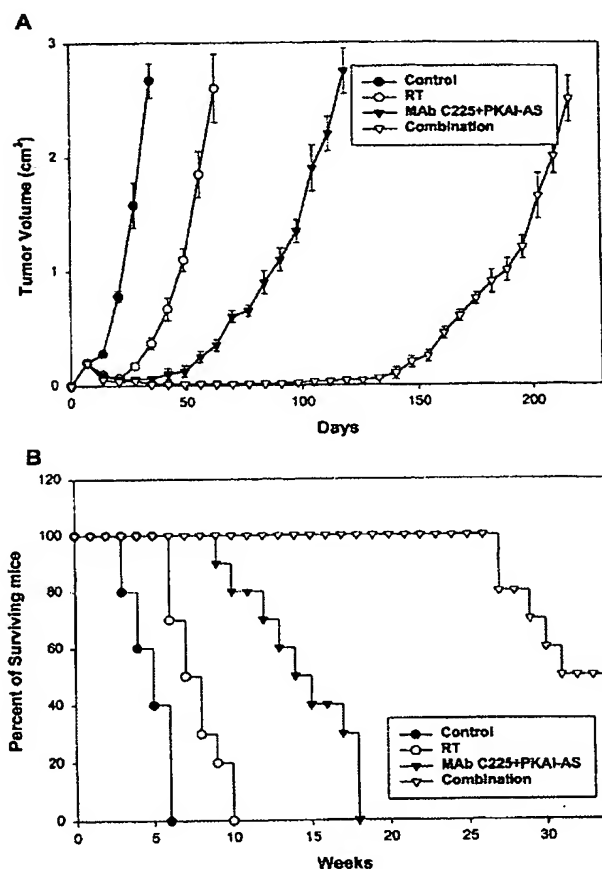 A
3
2
1
0
Tumor Volume (cm³)
Control
RT
MAb C225+PKAI-AS
Combination
0
50
100
150
200
Days
B
120
100
80
60
40
20
0
Percent of Surviving mice
Control
RT
MAb C225+PKAI-AS
Combination
0
5
10
15
20
25
30
Weeks